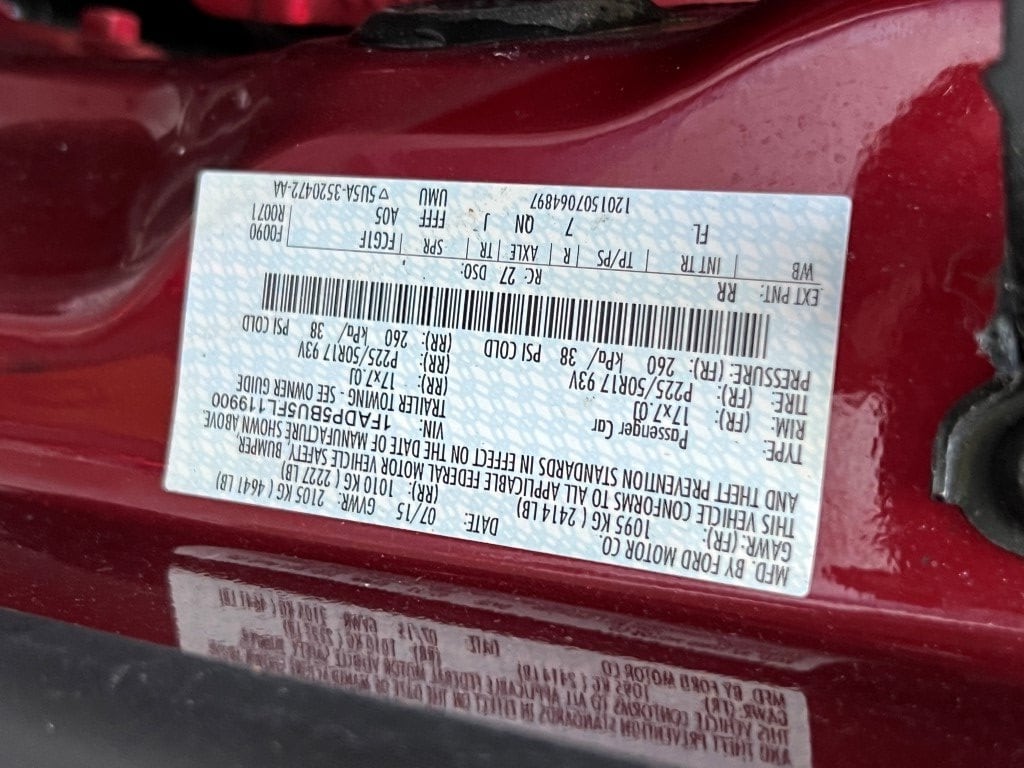 MFD. BY FORD MOTOR CO.
DATE: 07/15 GVWR: 2105 KG ( 4641 LB)
GAWR: (FR): (RR):
1095 KG ( 2414 LB) 1010 KG ( 2227 LB)
THIS VEHICLE CONFORMS TO ALL APPLICABLE FEDERAL MOTOR VEHICLE SAFETY, BUMPER,
AND THEFT PREVENTION STANDARDS IN EFFECT ON THE DATE OF MANUFACTURE SHOWN ABOVE.
VIN: 1FADP5BU5FL119900
TYPE: Passenger Car TRAILER TOWING - SEE OWNER GUIDE
RIM: (FR): 17x7.0J (RR): 17x7.0J
TIRE: (FR): P225/50R17 93V (RR): P225/50R17 93V
PRESSURE: (FR): 260 kPa/ 38 PSI COLD (RR): 260 kPa/ 38 PSI COLD
EXT PNT: RR RC: 27 DSO: F0090
WB INT TR TP/PS R AXLE TR SPR FCG1F R0071
FL 7 QN J FFFF A05
1201507064897 UMU ▽ 5U5A-3520472-AA